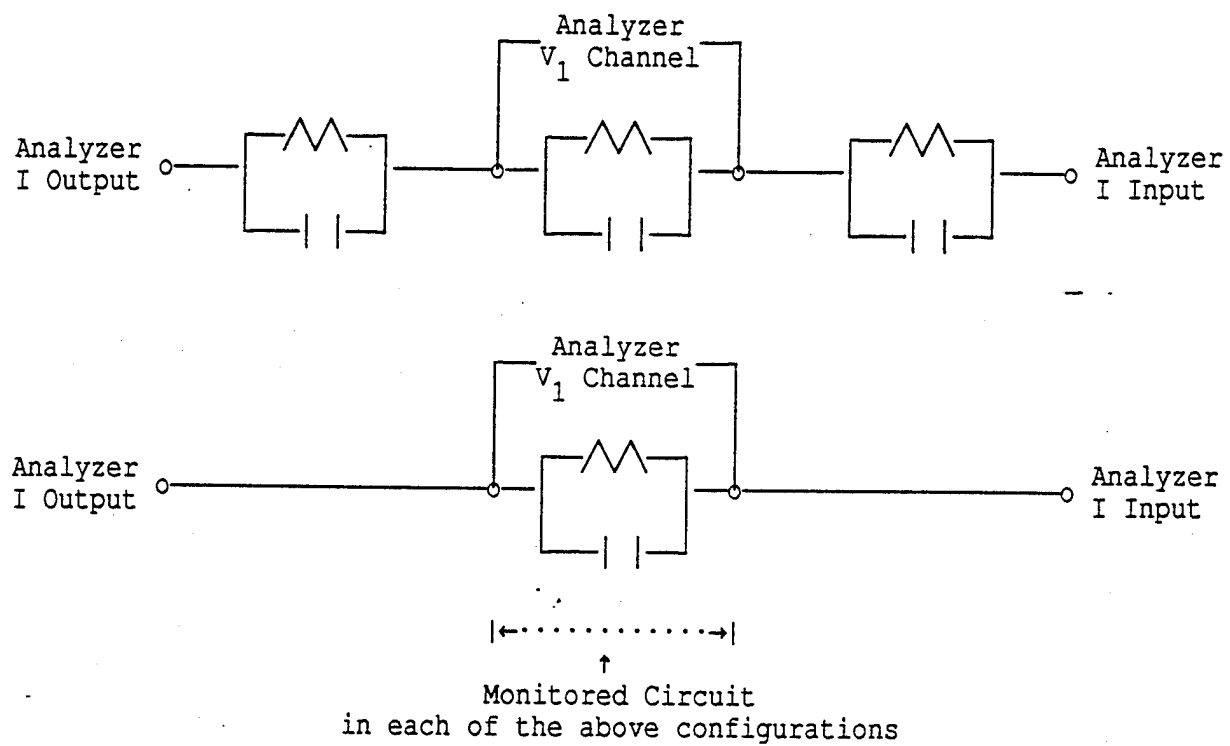 Analyzer
V1 Channel
Analyzer
I Output
Analyzer
I Input
Analyzer
V1 Channel
Analyzer
I Output
Analyzer
I Input
Monitored Circuit
in each of the above configurations